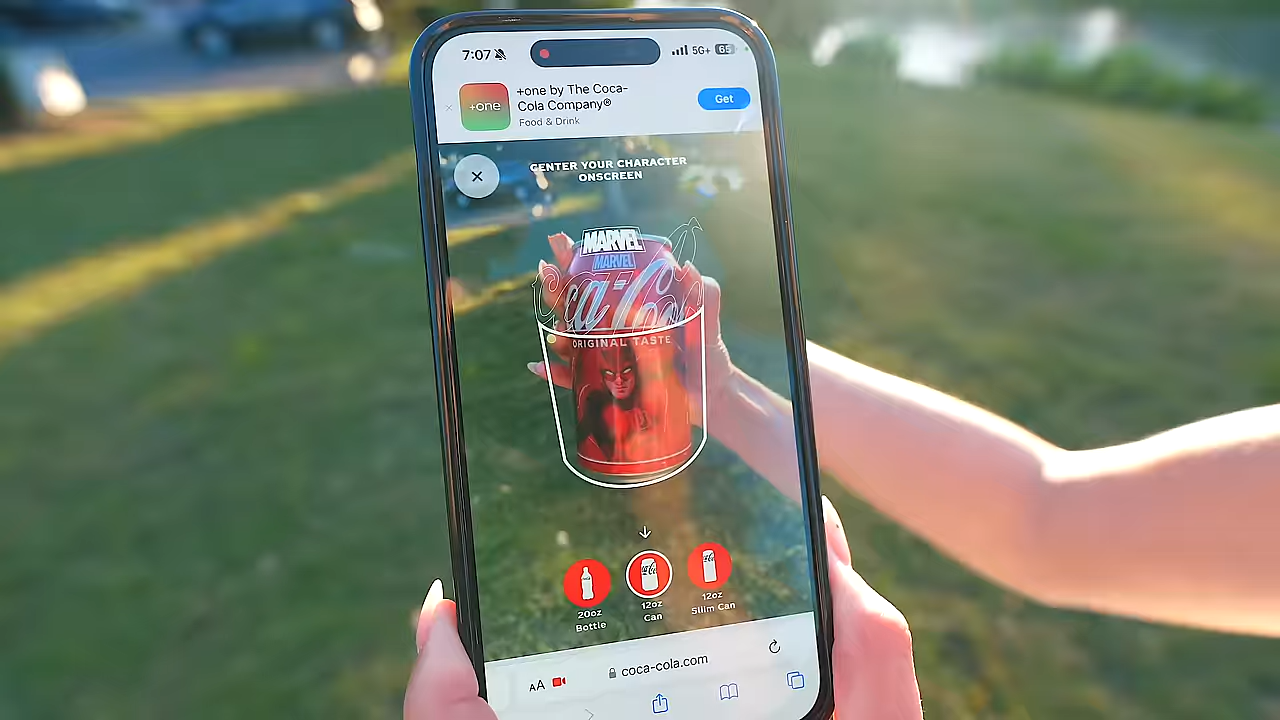 7:07
5G+ 65
+one
+one by The Coca-
Cola Company®
Food & Drink
Get
CENTER YOUR CHARACTER
ONSCREEN
MARVEL
MARVEL
Coca-Cola
ORIGINAL TASTE
20oz
Bottle
12oz
Can
12oz
Slim Can
AA
coca-cola.com